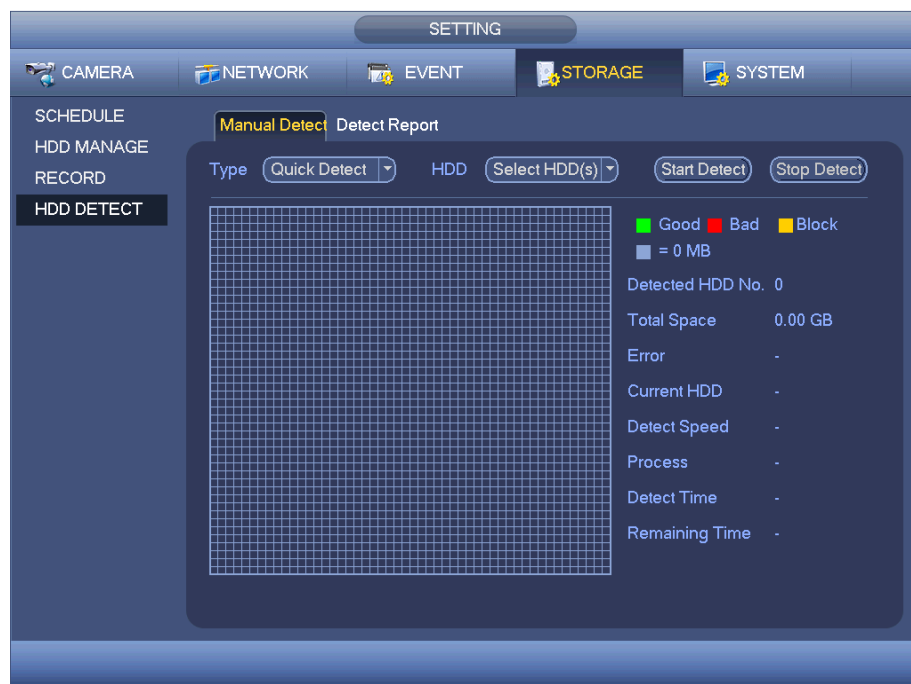 SETTING
CAMERA NETWORK EVENT STORAGE SYSTEM
SCHEDULE
HDD MANAGE
RECORD
HDD DETECT
Manual Detect Detect Report
Type Quick Detect HDD Select HDD(s) Start Detect Stop Detect
Good Bad Block
= 0 MB
Detected HDD No. 0
Total Space 0.00 GB
Error -
Current HDD -
Detect Speed -
Process -
Detect Time -
Remaining Time -